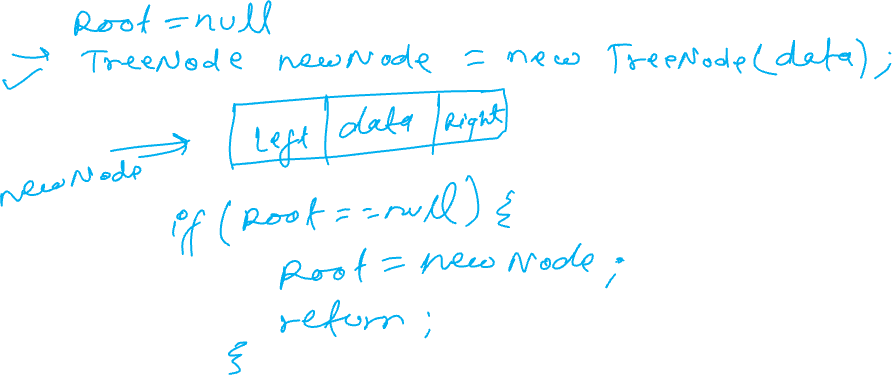 Root = null
TreeNode newNode = new TreeNode(data);
Left data Right
newNode
if (Root == null) {
Root = newNode;
return;
}